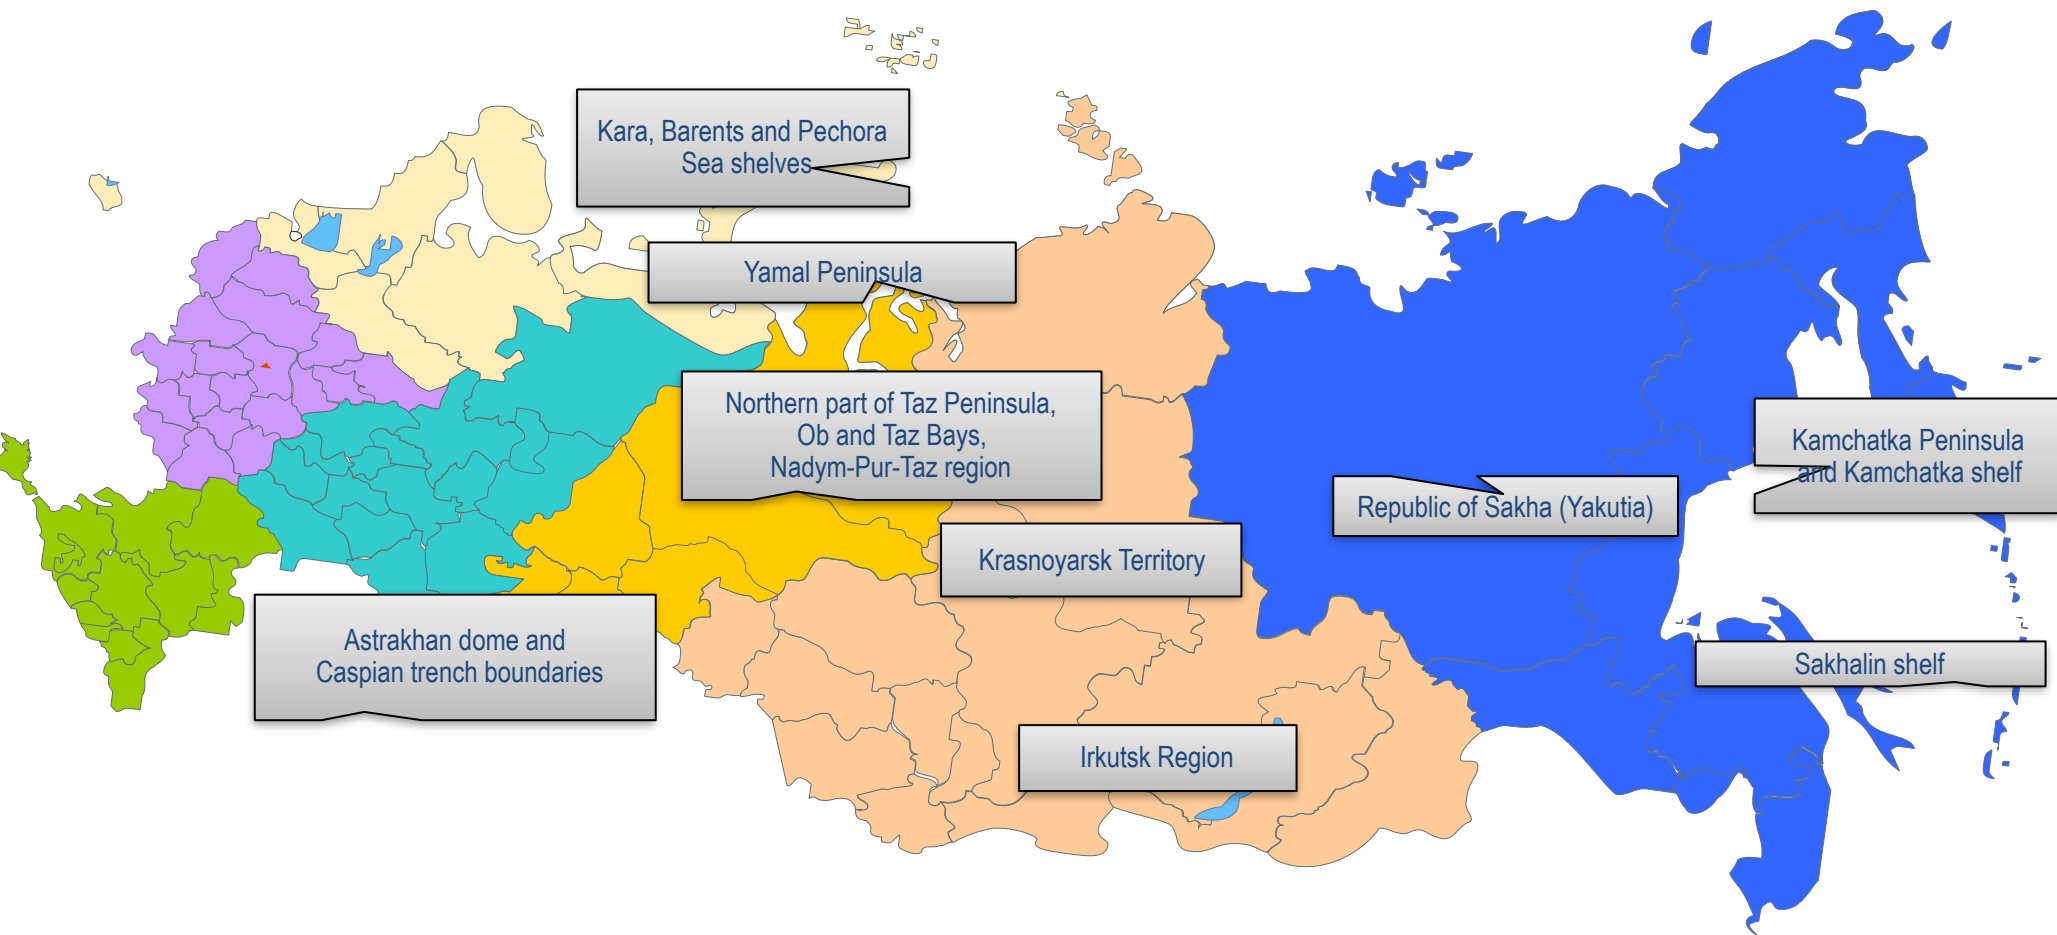 Kara, Barents and Pechora
Sea shelves
Yamal Peninsula
Northern part of Taz Peninsula,
Ob and Taz Bays,
Nadym-Pur-Taz region
Kamchatka Peninsula
and Kamchatka shelf
Republic of Sakha (Yakutia)
Krasnoyarsk Territory
Astrakhan dome and
Caspian trench boundaries
Sakhalin shelf
Irkutsk Region